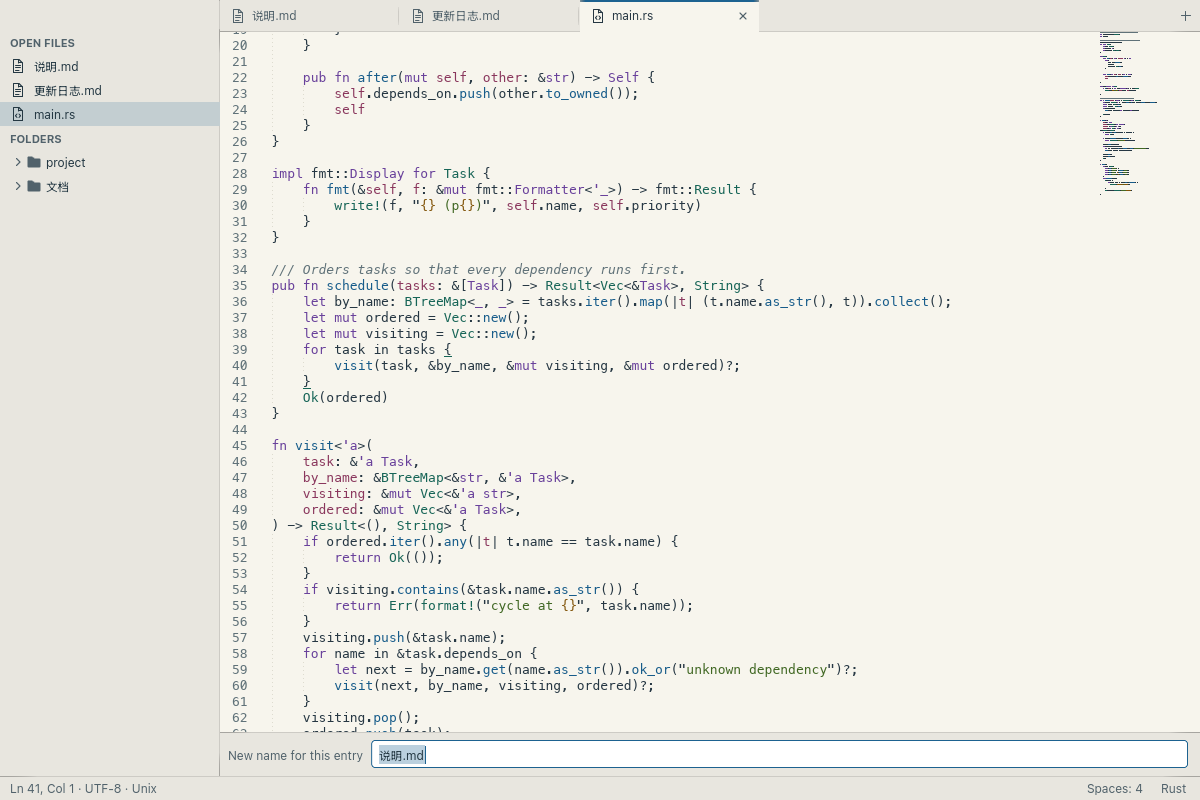 说明.md
更新日志.md
main.rs
OPEN FILES
说明.md
更新日志.md
main.rs
FOLDERS
project
文档
20     }
21
22     pub fn after(mut self, other: &str) -> Self {
23         self.depends_on.push(other.to_owned());
24         self
25     }
26 }
27
28 impl fmt::Display for Task {
29     fn fmt(&self, f: &mut fmt::Formatter<'_>) -> fmt::Result {
30         write!(f, "{} (p{})", self.name, self.priority)
31     }
32 }
33
34 /// Orders tasks so that every dependency runs first.
35 pub fn schedule(tasks: &[Task]) -> Result<Vec<&Task>, String> {
36     let by_name: BTreeMap<_, _> = tasks.iter().map(|t| (t.name.as_str(), t)).collect();
37     let mut ordered = Vec::new();
38     let mut visiting = Vec::new();
39     for task in tasks {
40         visit(task, &by_name, &mut visiting, &mut ordered)?;
41     }
42     Ok(ordered)
43 }
44
45 fn visit<'a>(
46     task: &'a Task,
47     by_name: &BTreeMap<&str, &'a Task>,
48     visiting: &mut Vec<&'a str>,
49     ordered: &mut Vec<&'a Task>,
50 ) -> Result<(), String> {
51     if ordered.iter().any(|t| t.name == task.name) {
52         return Ok(());
53     }
54     if visiting.contains(&task.name.as_str()) {
55         return Err(format!("cycle at {}", task.name));
56     }
57     visiting.push(&task.name);
58     for name in &task.depends_on {
59         let next = by_name.get(name.as_str()).ok_or("unknown dependency")?;
60         visit(next, by_name, visiting, ordered)?;
61     }
62     visiting.pop();
New name for this entry
说明.md
Ln 41, Col 1 · UTF-8 · Unix
Spaces: 4
Rust